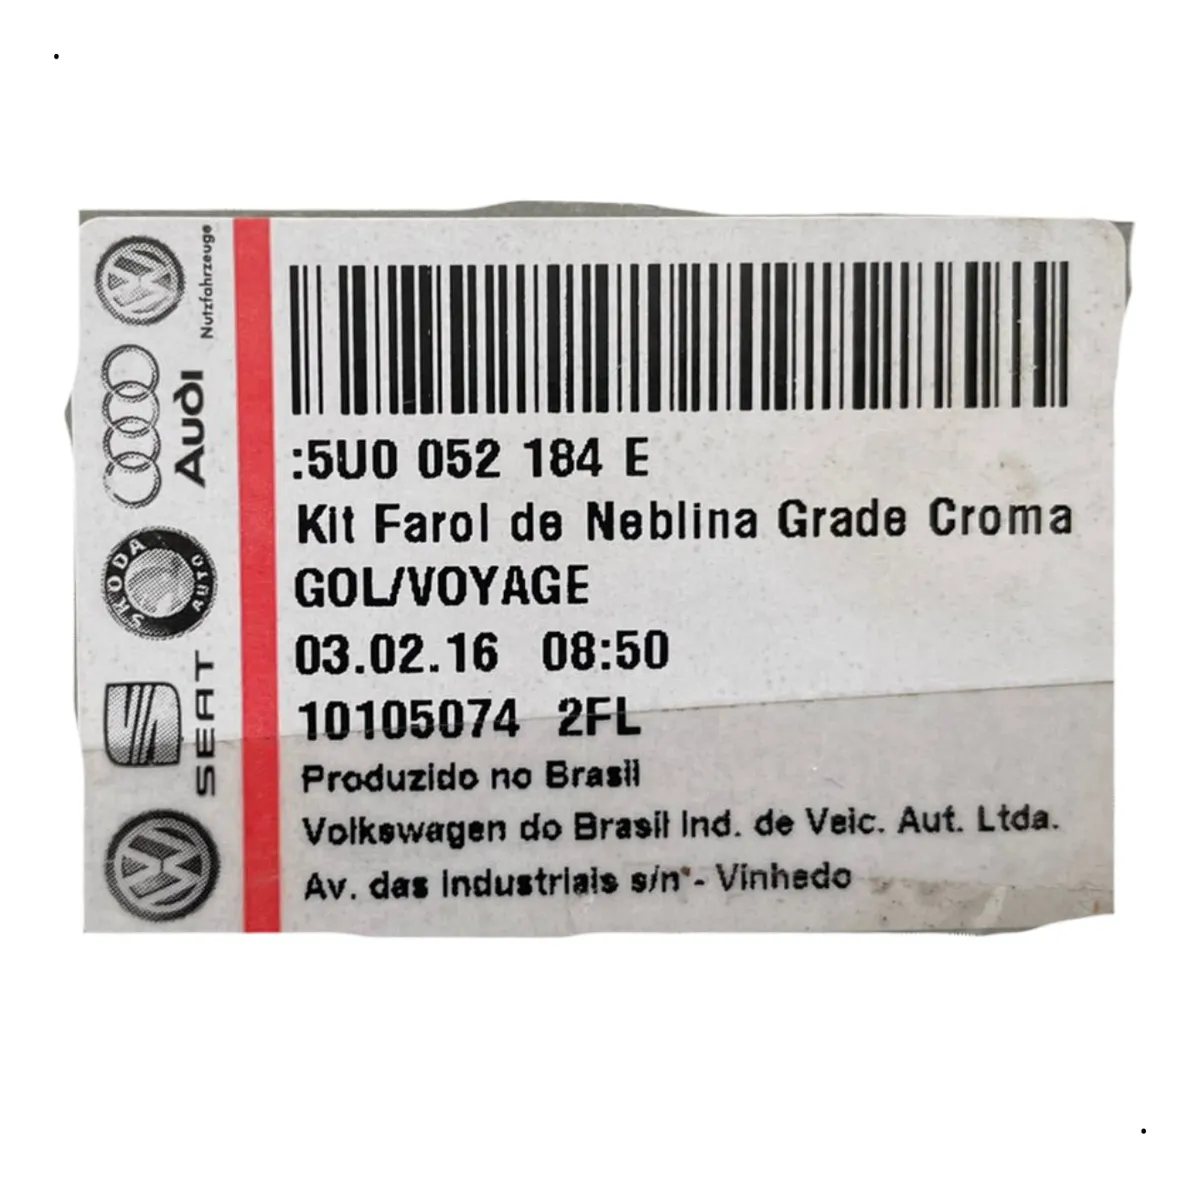 :5U0 052 184 E
Kit Farol de Neblina Grade Croma
GOL/VOYAGE
03.02.16 08:50
10105074 2FL
Produzido no Brasil
Volkswagen do Brasil Ind. de Veic. Aut. Ltda.
Av. das Industriais s/n°- Vinhedo
Nutzfahrzeuge
Audi
SKODA AUTO
SEAT